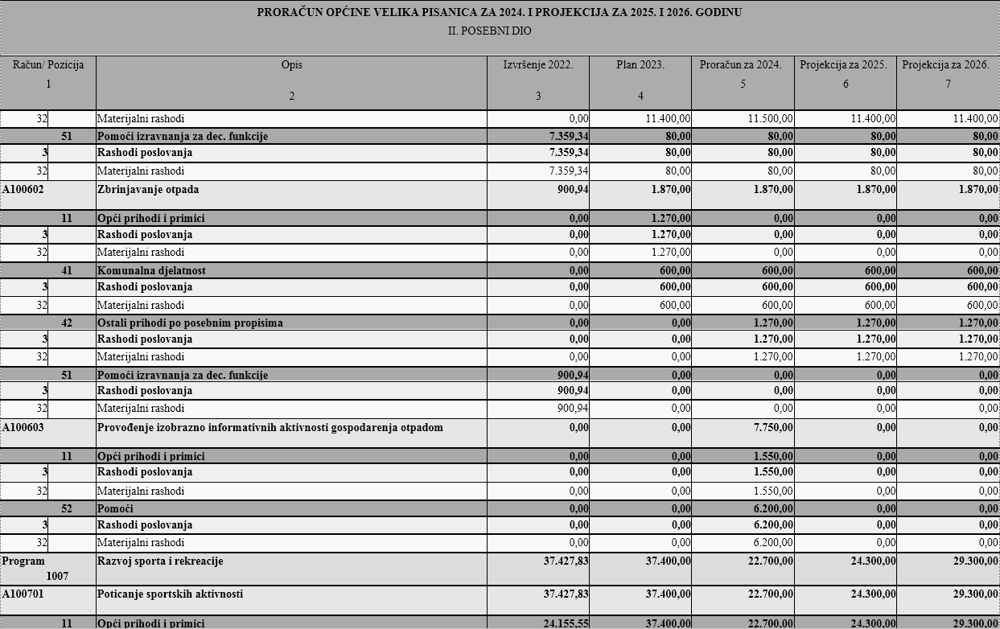 PRORAČUN OPĆINE VELIKA PISANICA ZA 2024. I PROJEKCIJA ZA 2025. I 2026. GODINU
II. POSEBNI DIO
Račun/ Pozicija Opis Izvršenje 2022. Plan 2023. Proračun za 2024. Projekcija za 2025. Projekcija za 2026.
1 2 3 4 5 6 7
32 Materijalni rashodi 0,00 11.400,00 11.500,00 11.400,00 11.400,00
51 Pomoći izravnanja za dec. funkcije 7.359,34 80,00 80,00 80,00 80,00
3 Rashodi poslovanja 7.359,34 80,00 80,00 80,00 80,00
32 Materijalni rashodi 7.359,34 80,00 80,00 80,00 80,00
A100602 Zbrinjavanje otpada 900,94 1.870,00 1.870,00 1.870,00 1.870,00
11 Opći prihodi i primici 0,00 1.270,00 0,00 0,00 0,00
3 Rashodi poslovanja 0,00 1.270,00 0,00 0,00 0,00
32 Materijalni rashodi 0,00 1.270,00 0,00 0,00 0,00
41 Komunalna djelatnost 0,00 600,00 600,00 600,00 600,00
3 Rashodi poslovanja 0,00 600,00 600,00 600,00 600,00
32 Materijalni rashodi 0,00 600,00 600,00 600,00 600,00
42 Ostali prihodi po posebnim propisima 0,00 0,00 1.270,00 1.270,00 1.270,00
3 Rashodi poslovanja 0,00 0,00 1.270,00 1.270,00 1.270,00
32 Materijalni rashodi 0,00 0,00 1.270,00 1.270,00 1.270,00
51 Pomoći izravnanja za dec. funkcije 900,94 0,00 0,00 0,00 0,00
3 Rashodi poslovanja 900,94 0,00 0,00 0,00 0,00
32 Materijalni rashodi 900,94 0,00 0,00 0,00 0,00
A100603 Provođenje izobrazno informativnih aktivnosti gospodarenja otpadom 0,00 0,00 7.750,00 0,00 0,00
11 Opći prihodi i primici 0,00 0,00 1.550,00 0,00 0,00
3 Rashodi poslovanja 0,00 0,00 1.550,00 0,00 0,00
32 Materijalni rashodi 0,00 0,00 1.550,00 0,00 0,00
52 Pomoći 0,00 0,00 6.200,00 0,00 0,00
3 Rashodi poslovanja 0,00 0,00 6.200,00 0,00 0,00
32 Materijalni rashodi 0,00 0,00 6.200,00 0,00 0,00
Program Razvoj sporta i rekreacije 37.427,83 37.400,00 22.700,00 24.300,00 29.300,00
1007
A100701 Poticanje sportskih aktivnosti 37.427,83 37.400,00 22.700,00 24.300,00 29.300,00
11 Opći prihodi i primici 24.155,55 37.400,00 22.700,00 24.300,00 29.300,00